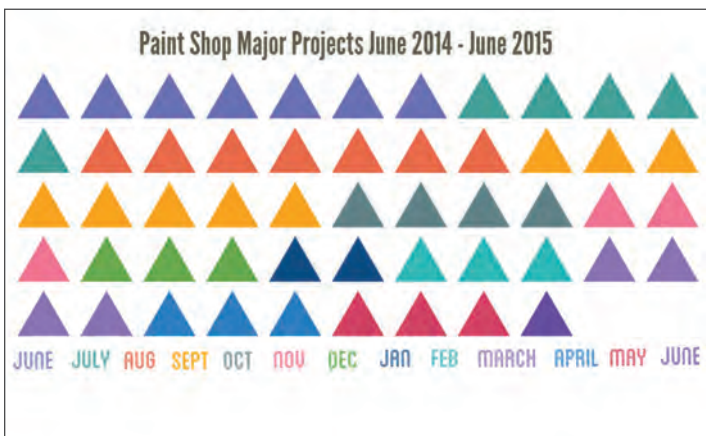 Paint Shop Major Projects June 2014 - June 2015
JUNE JULY AUG SEPT OCT NOV DEC JAN FEB MARCH APRIL MAY JUNE